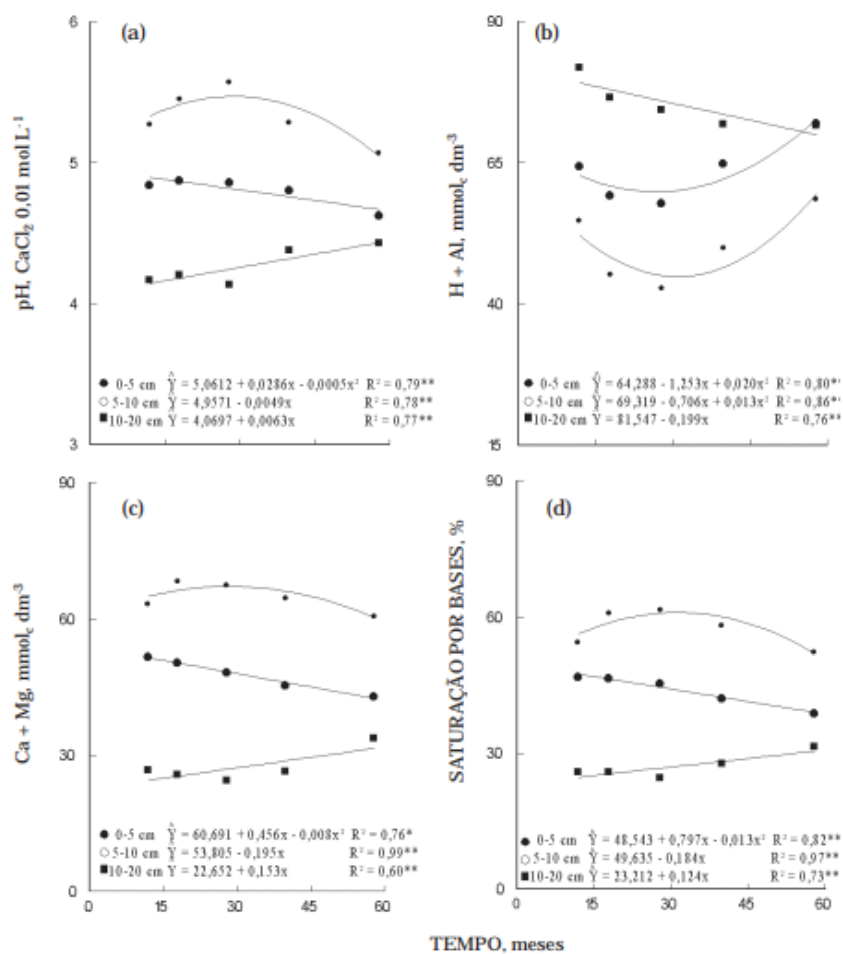 (a)
6
5
4
3
pH, CaCl₂ 0,01 mol L⁻¹
● 0-5 cm Ŷ = 5,0612 + 0,0286x - 0,0005x² R² = 0,79**
○ 5-10 cm Ŷ = 4,9571 - 0,0049x R² = 0,78**
■ 10-20 cm Ŷ = 4,0697 + 0,0063x R² = 0,77**
(b)
90
65
40
15
H + Al, mmol꜀ dm⁻³
● 0-5 cm Ŷ = 64,288 - 1,253x + 0,020x² R² = 0,80*
○ 5-10 cm Ŷ = 69,319 - 0,706x + 0,013x² R² = 0,86*
■ 10-20 cm Ŷ = 81,547 - 0,199x R² = 0,76**
(c)
90
60
30
0
Ca + Mg, mmol꜀ dm⁻³
● 0-5 cm Ŷ = 60,691 + 0,456x - 0,008x² R² = 0,76*
○ 5-10 cm Ŷ = 53,805 - 0,195x R² = 0,99**
■ 10-20 cm Ŷ = 22,652 + 0,153x R² = 0,60**
0 15 30 45 60
(d)
90
60
30
0
SATURAÇÃO POR BASES, %
● 0-5 cm Ŷ = 48,543 + 0,797x - 0,013x² R² = 0,82**
○ 5-10 cm Ŷ = 49,635 - 0,184x R² = 0,97**
■ 10-20 cm Ŷ = 23,212 + 0,124x R² = 0,73**
0 15 30 45 60
TEMPO, meses